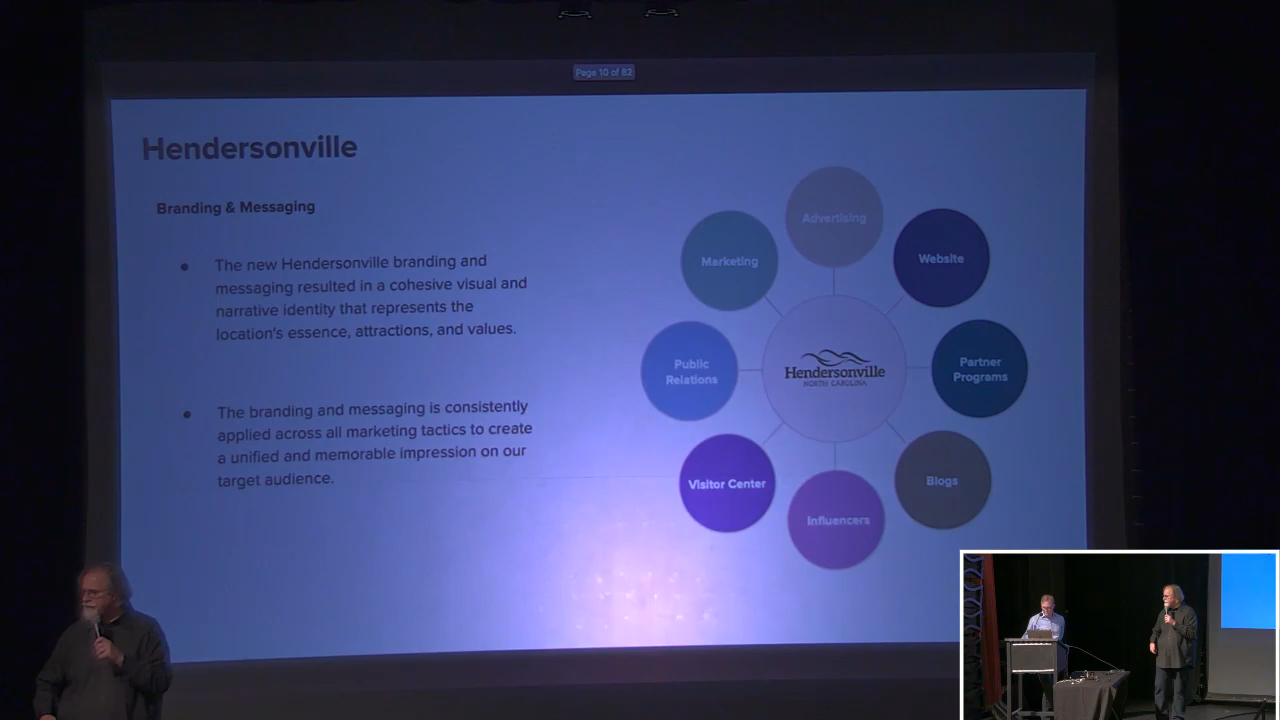 Page 10 of 82
Hendersonville
Branding & Messaging
● The new Hendersonville branding and
messaging resulted in a cohesive visual and
narrative identity that represents the
location's essence, attractions, and values.
● The branding and messaging is consistently
applied across all marketing tactics to create
a unified and memorable impression on our
target audience.
Advertising
Marketing
Website
Public
Relations
Hendersonville
NORTH CAROLINA
Partner
Programs
Visitor Center
Blogs
Influencers